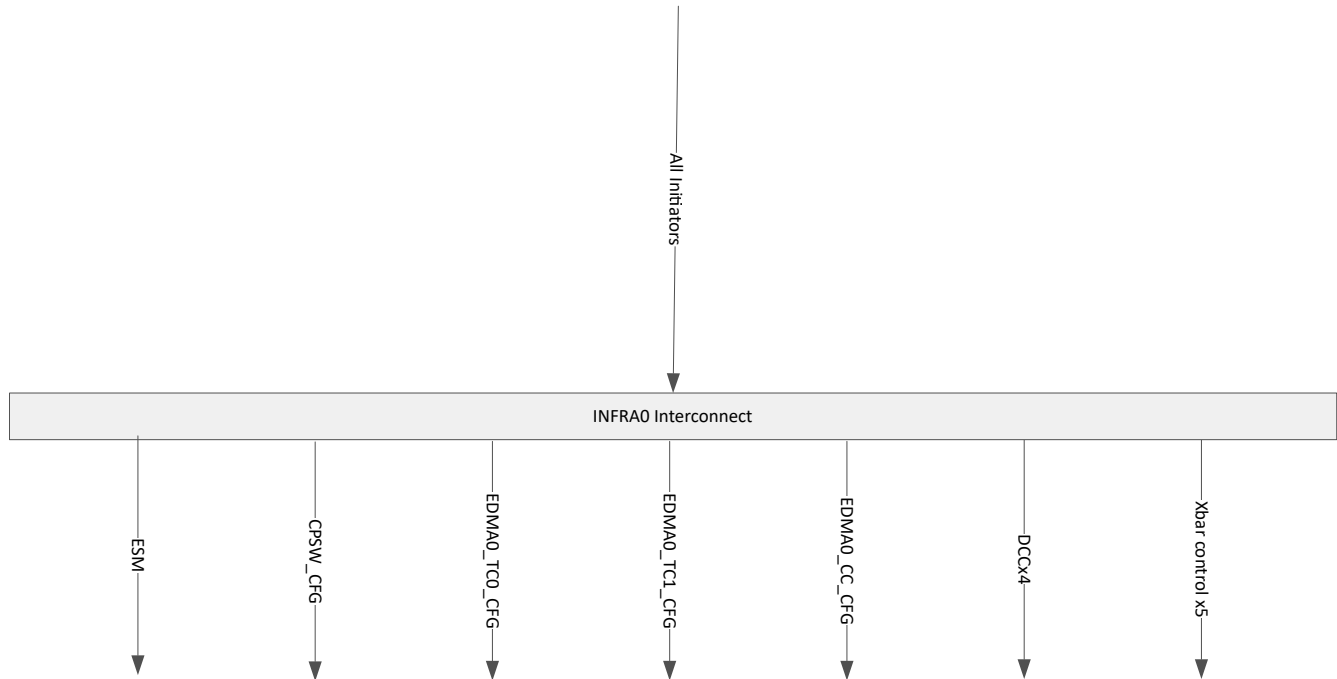 All Initiators
INFRA0 Interconnect
ESM
CPSW_CFG
EDMA0_TC0_CFG
EDMA0_TC1_CFG
EDMA0_CC_CFG
DCCx4
Xbar control x5